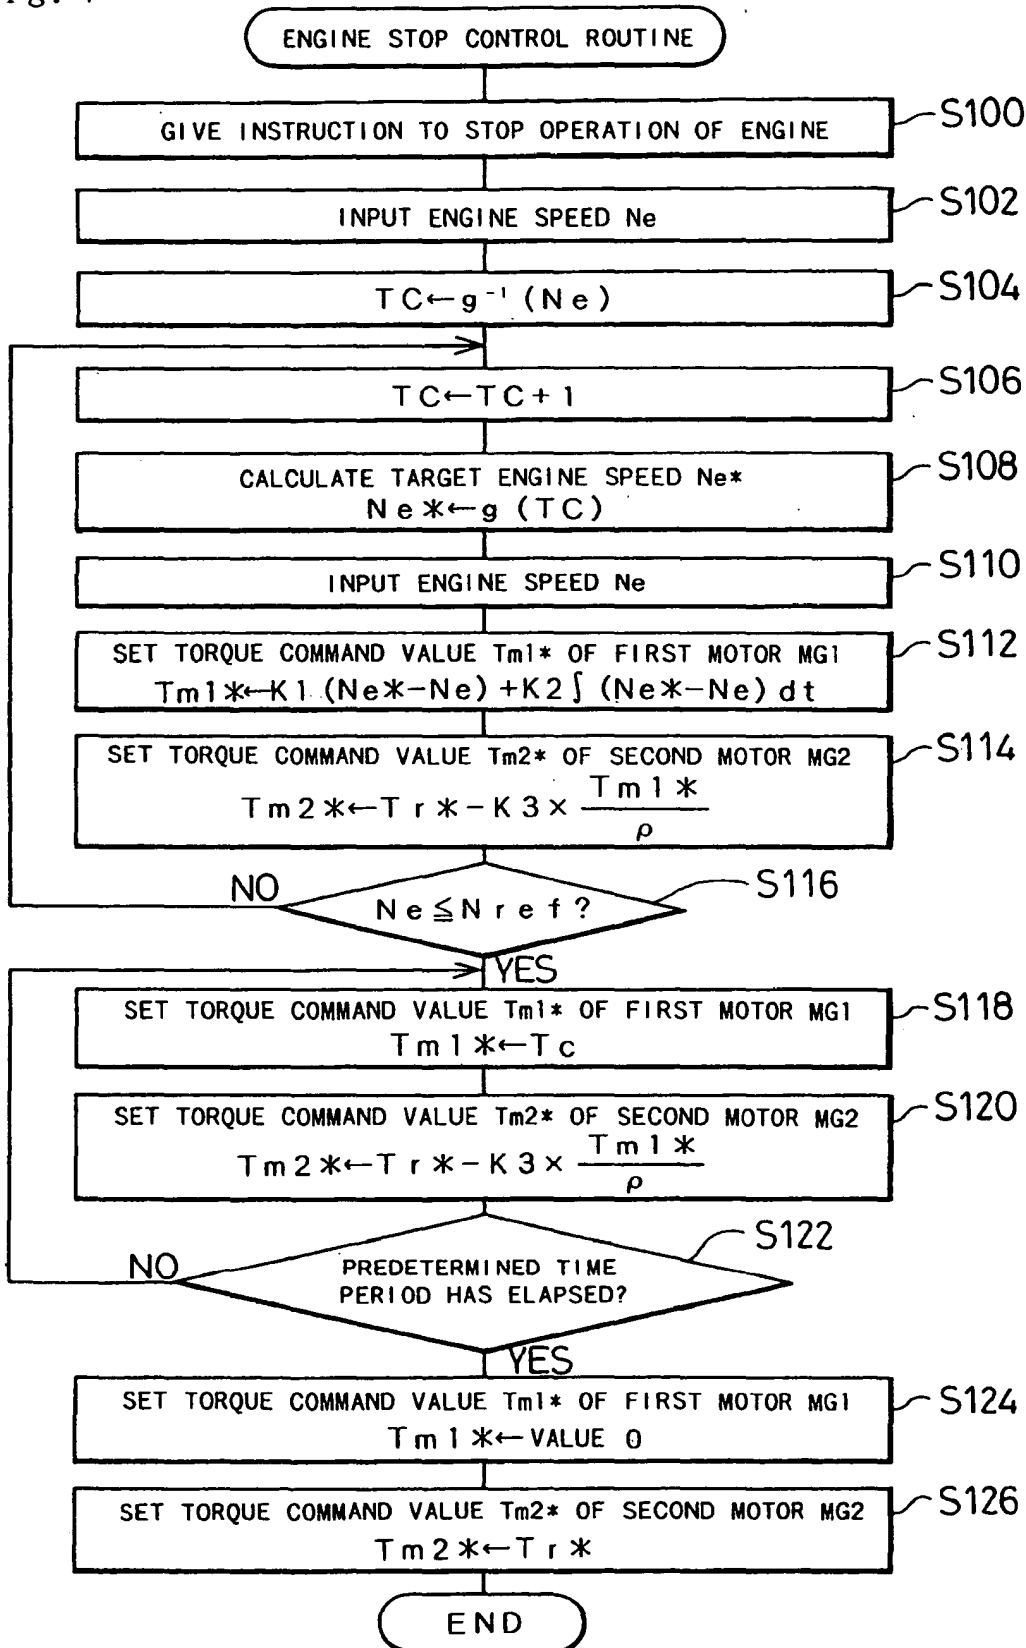 ENGINE STOP CONTROL ROUTINE
GIVE INSTRUCTION TO STOP OPERATION OF ENGINE
S100
INPUT ENGINE SPEED Ne
S102
TC←g⁻¹ (Ne)
S104
TC←TC+1
S106
CALCULATE TARGET ENGINE SPEED Ne*
Ne*←g (TC)
S108
INPUT ENGINE SPEED Ne
S110
SET TORQUE COMMAND VALUE Tm1* OF FIRST MOTOR MG1
Tm1*←K1 (Ne*-Ne) +K2∫ (Ne*-Ne) dt
S112
SET TORQUE COMMAND VALUE Tm2* OF SECOND MOTOR MG2
Tm2*←Tr*-K3× Tm1*/ρ
S114
Ne≦Nref?
S116
NO
YES
SET TORQUE COMMAND VALUE Tm1* OF FIRST MOTOR MG1
Tm1*←Tc
S118
SET TORQUE COMMAND VALUE Tm2* OF SECOND MOTOR MG2
Tm2*←Tr*-K3× Tm1*/ρ
S120
PREDETERMINED TIME
PERIOD HAS ELAPSED?
S122
NO
YES
SET TORQUE COMMAND VALUE Tm1* OF FIRST MOTOR MG1
Tm1*←VALUE 0
S124
SET TORQUE COMMAND VALUE Tm2* OF SECOND MOTOR MG2
Tm2*←Tr*
S126
END